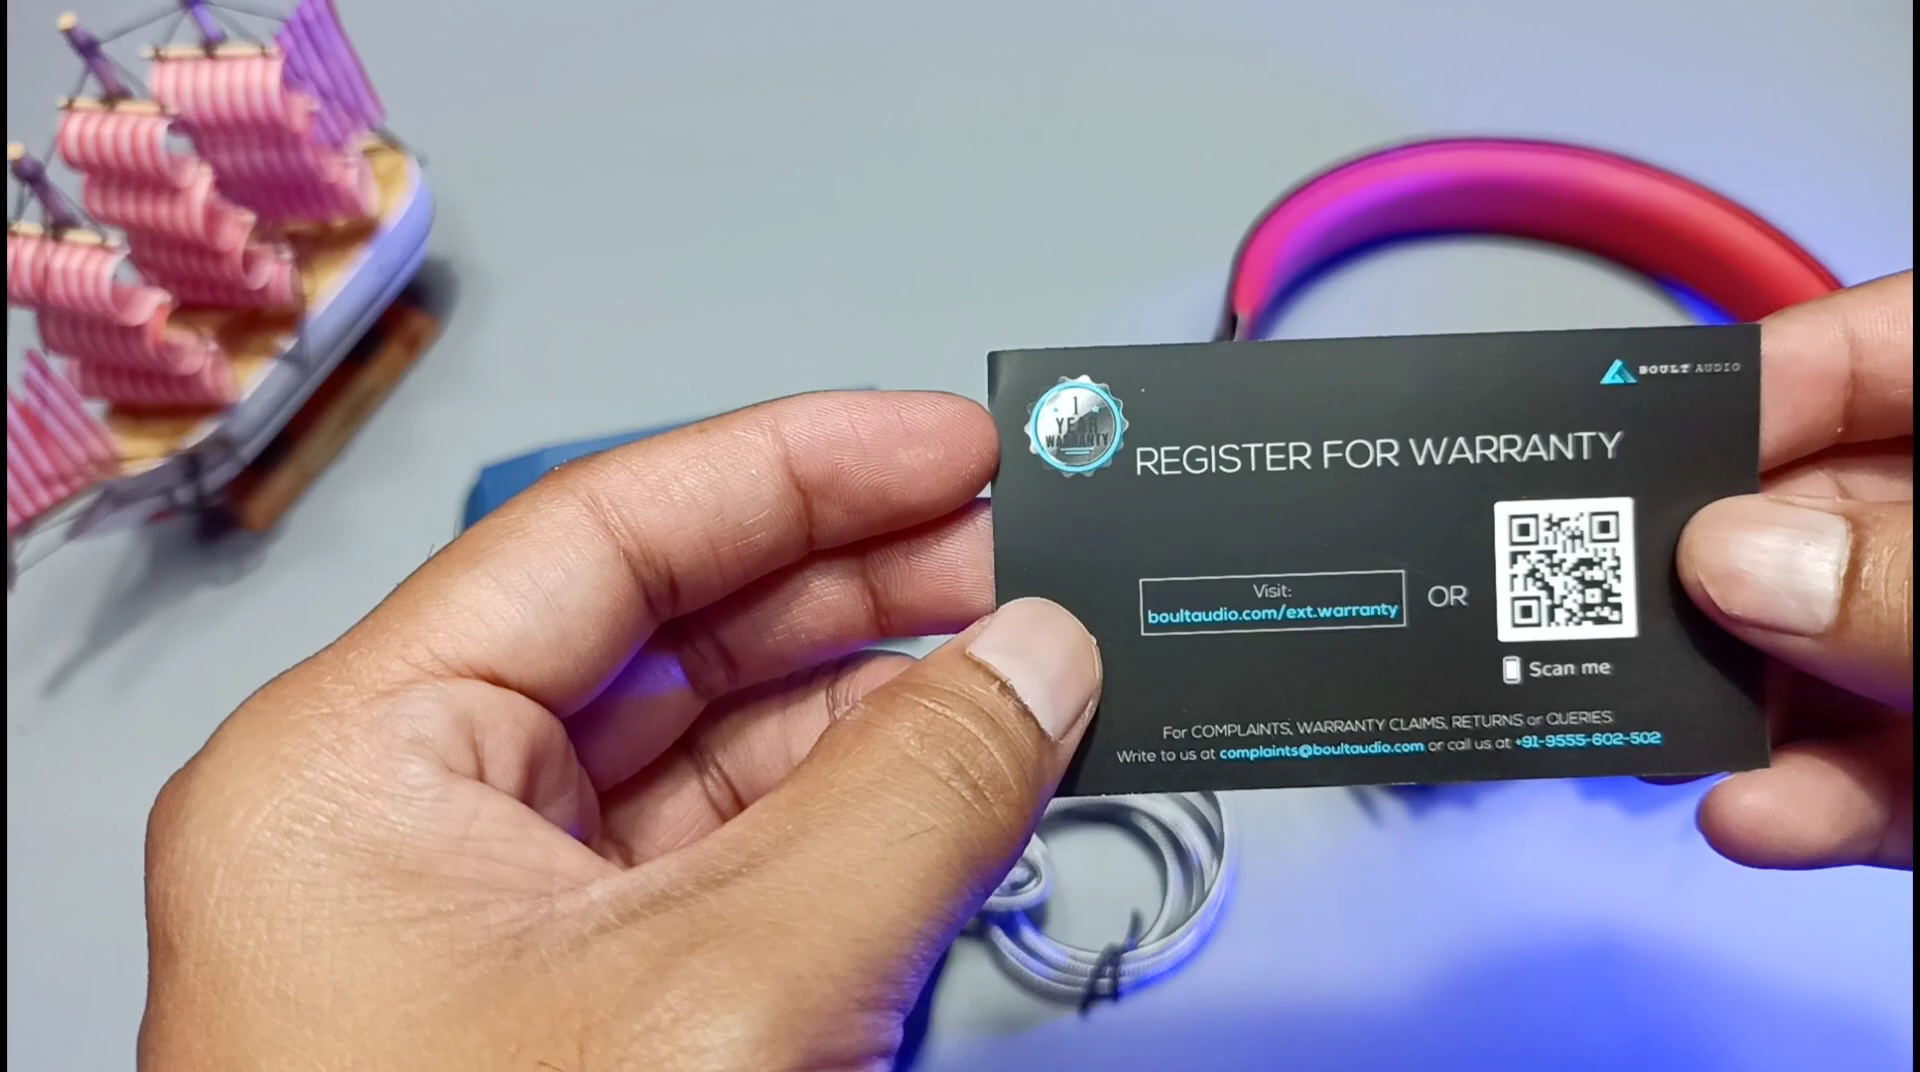 BOULT AUDIO
1
YEAR
WARRANTY
REGISTER FOR WARRANTY
Visit:
boultaudio.com/ext.warranty
OR
Scan me
For COMPLAINTS, WARRANTY CLAIMS, RETURNS or QUERIES
Write to us at complaints@boultaudio.com or call us at +91-9555-602-502